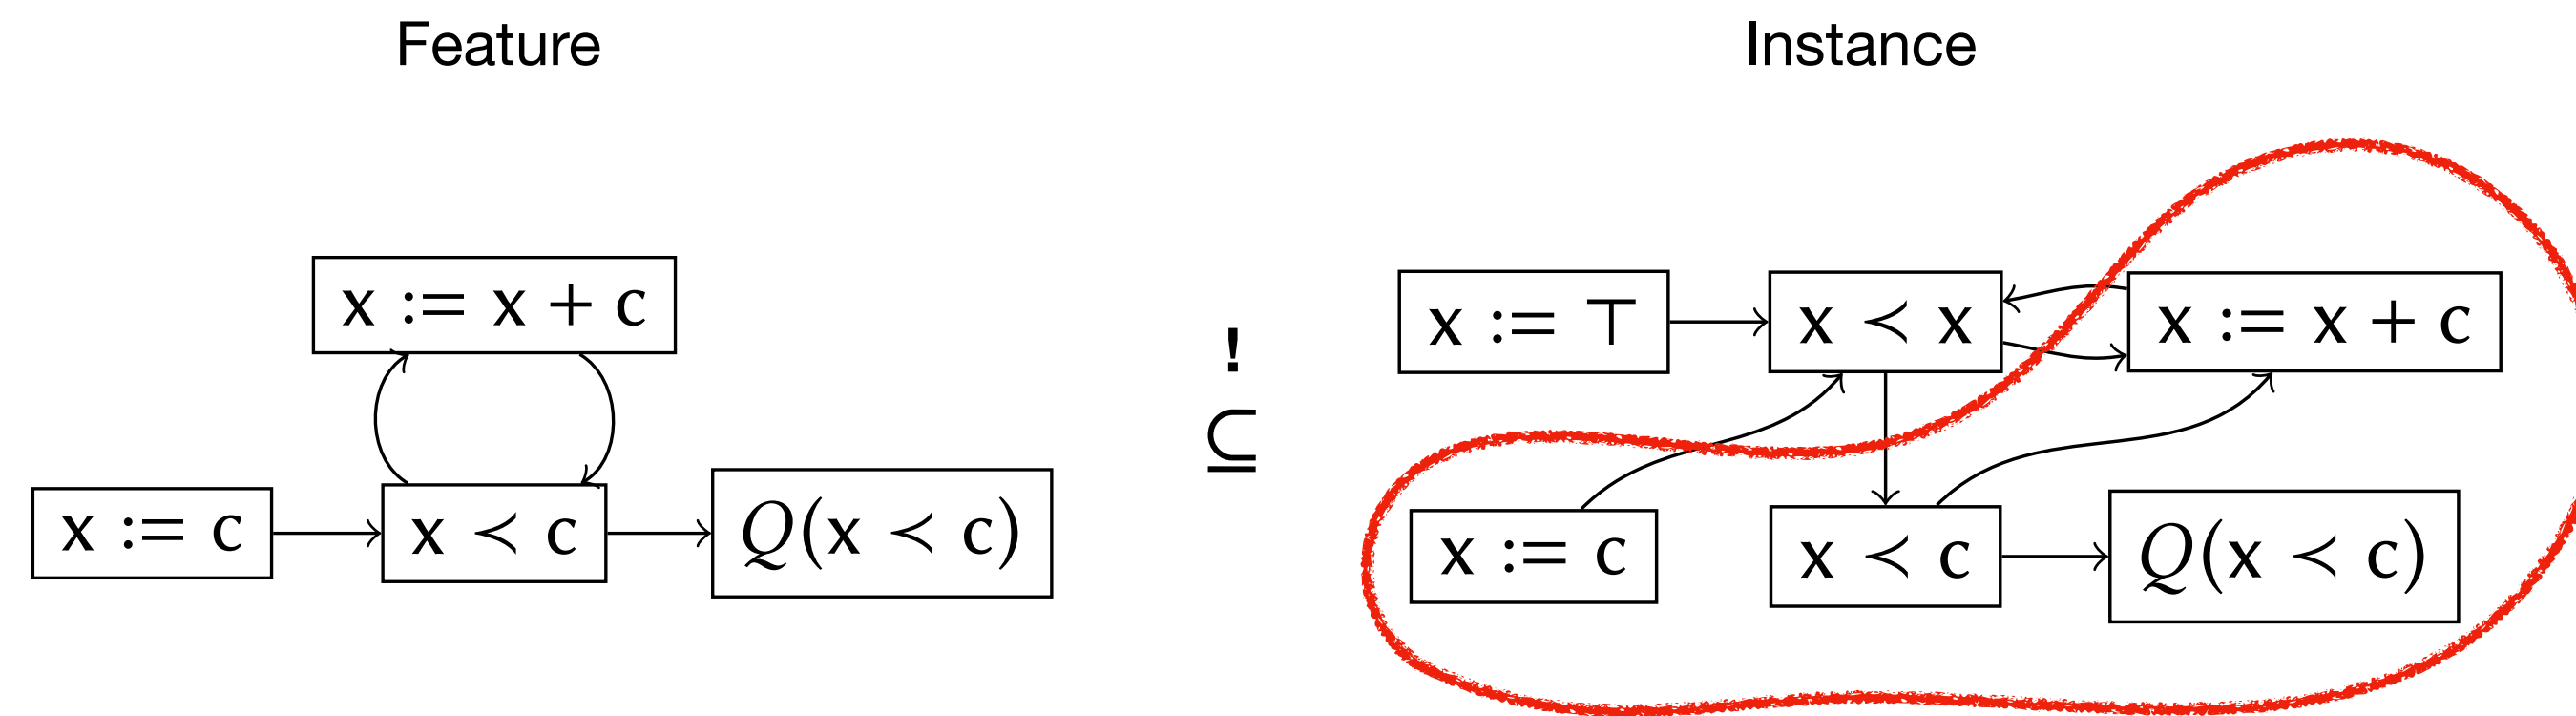 Feature
x := x + c
x := c
x ≺ c
Q(x ≺ c)
!
⊆
Instance
x := ⊤
x ≺ x
x := x + c
x := c
x ≺ c
Q(x ≺ c)